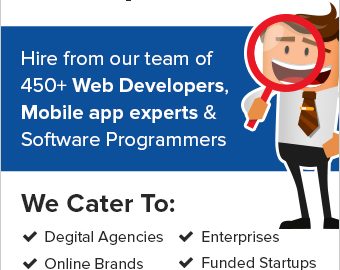 Hire from our team of
450+ Web Developers,
Mobile app experts &
Software Programmers
We Cater To:
Degital Agencies
Enterprises
Online Brands
Funded Startups